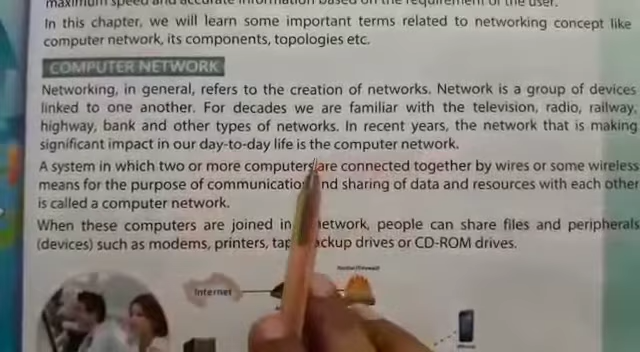 maximum speed and accurate information based on the requirement of the user.
In this chapter, we will learn some important terms related to networking concept like
computer network, its components, topologies etc.
COMPUTER NETWORK
Networking, in general, refers to the creation of networks. Network is a group of devices
linked to one another. For decades we are familiar with the television, radio, railway,
highway, bank and other types of networks. In recent years, the network that is making
significant impact in our day-to-day life is the computer network.
A system in which two or more computers are connected together by wires or some wireless
means for the purpose of communication and sharing of data and resources with each other
is called a computer network.
When these computers are joined in network, people can share files and peripherals
(devices) such as modems, printers, backup drives or CD-ROM drives.
Router/Firewall
Internet